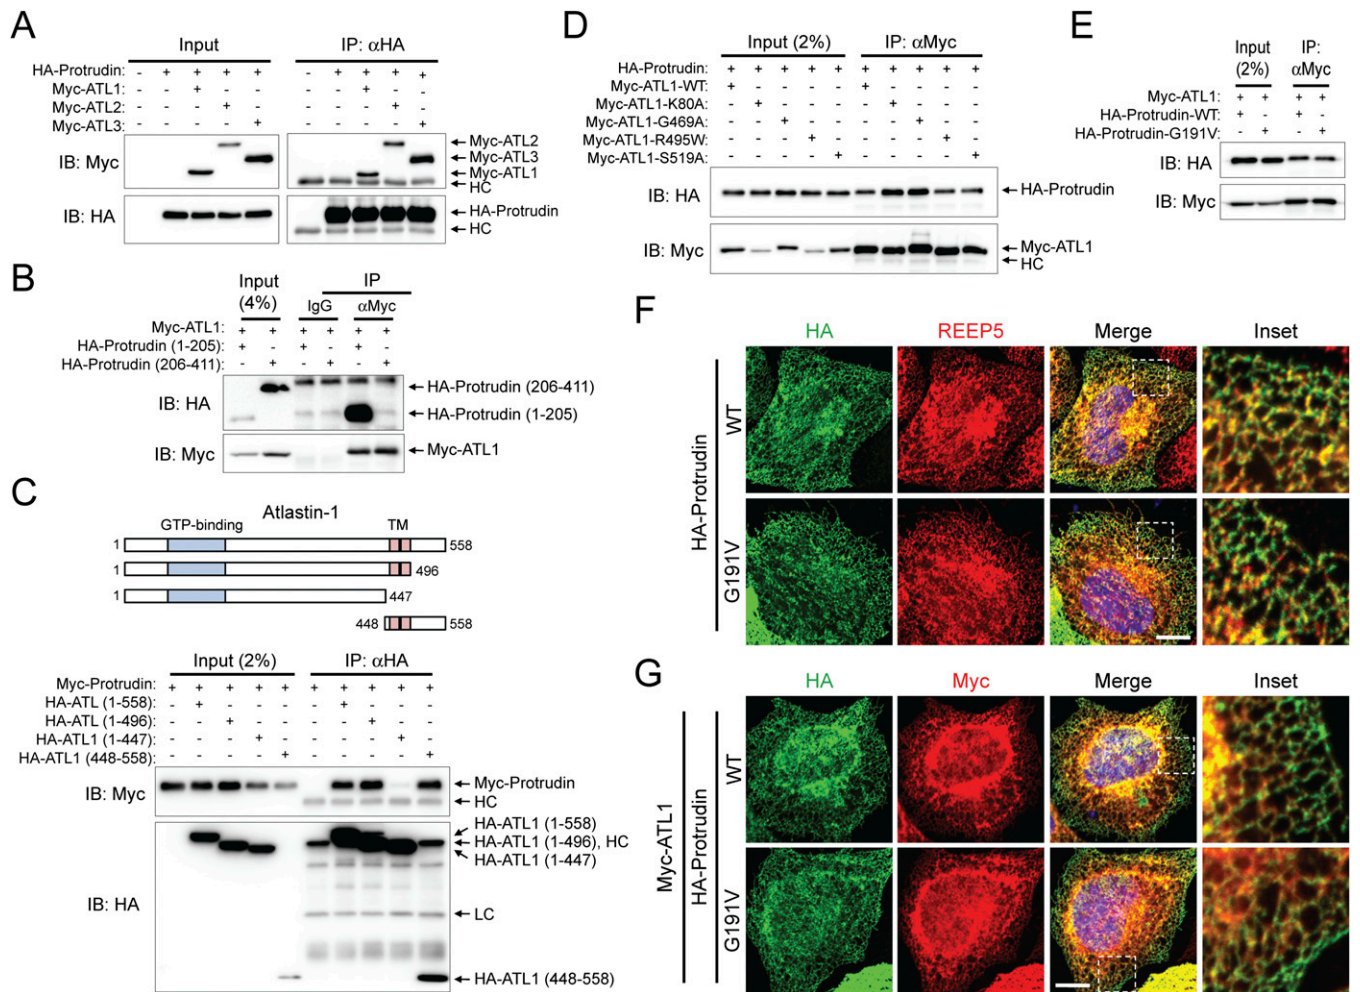 A
Input
IP: αHA
HA-Protrudin: - + + + + - + + + +
Myc-ATL1: - - + - - - - + - -
Myc-ATL2: - - - + - - - - + -
Myc-ATL3: - - - - + - - - - +
IB: Myc
Myc-ATL2
Myc-ATL3
Myc-ATL1
HC
IB: HA
HA-Protrudin
HC
B
Input
(4%)
IP
IgG
αMyc
Myc-ATL1: + + + + + +
HA-Protrudin (1-205): + - + - + -
HA-Protrudin (206-411): - + - + - +
IB: HA
HA-Protrudin (206-411)
HA-Protrudin (1-205)
IB: Myc
Myc-ATL1
C
Atlastin-1
GTP-binding
TM
1
558
1
496
1
447
448
558
Input (2%)
IP: αHA
Myc-Protrudin: + + + + + + + + + +
HA-ATL (1-558): - + - - - - + - - -
HA-ATL (1-496): - - + - - - - + - -
HA-ATL1 (1-447): - - - + - - - - + -
HA-ATL1 (448-558): - - - - + - - - - +
IB: Myc
Myc-Protrudin
HC
IB: HA
HA-ATL1 (1-558)
HA-ATL1 (1-496), HC
HA-ATL1 (1-447)
LC
HA-ATL1 (448-558)
D
Input (2%)
IP: αMyc
HA-Protrudin: + + + + + + + + + +
Myc-ATL1-WT: + - - - - + - - - -
Myc-ATL1-K80A: - + - - - - + - - -
Myc-ATL1-G469A: - - + - - - - + - -
Myc-ATL1-R495W: - - - + - - - - + -
Myc-ATL1-S519A: - - - - + - - - - +
IB: HA
HA-Protrudin
IB: Myc
Myc-ATL1
HC
E
Input
(2%)
IP:
αMyc
Myc-ATL1: + + + +
HA-Protrudin-WT: + - + -
HA-Protrudin-G191V: - + - +
IB: HA
IB: Myc
F
HA
REEP5
Merge
Inset
HA-Protrudin
WT
G191V
G
HA
Myc
Merge
Inset
Myc-ATL1
HA-Protrudin
WT
G191V